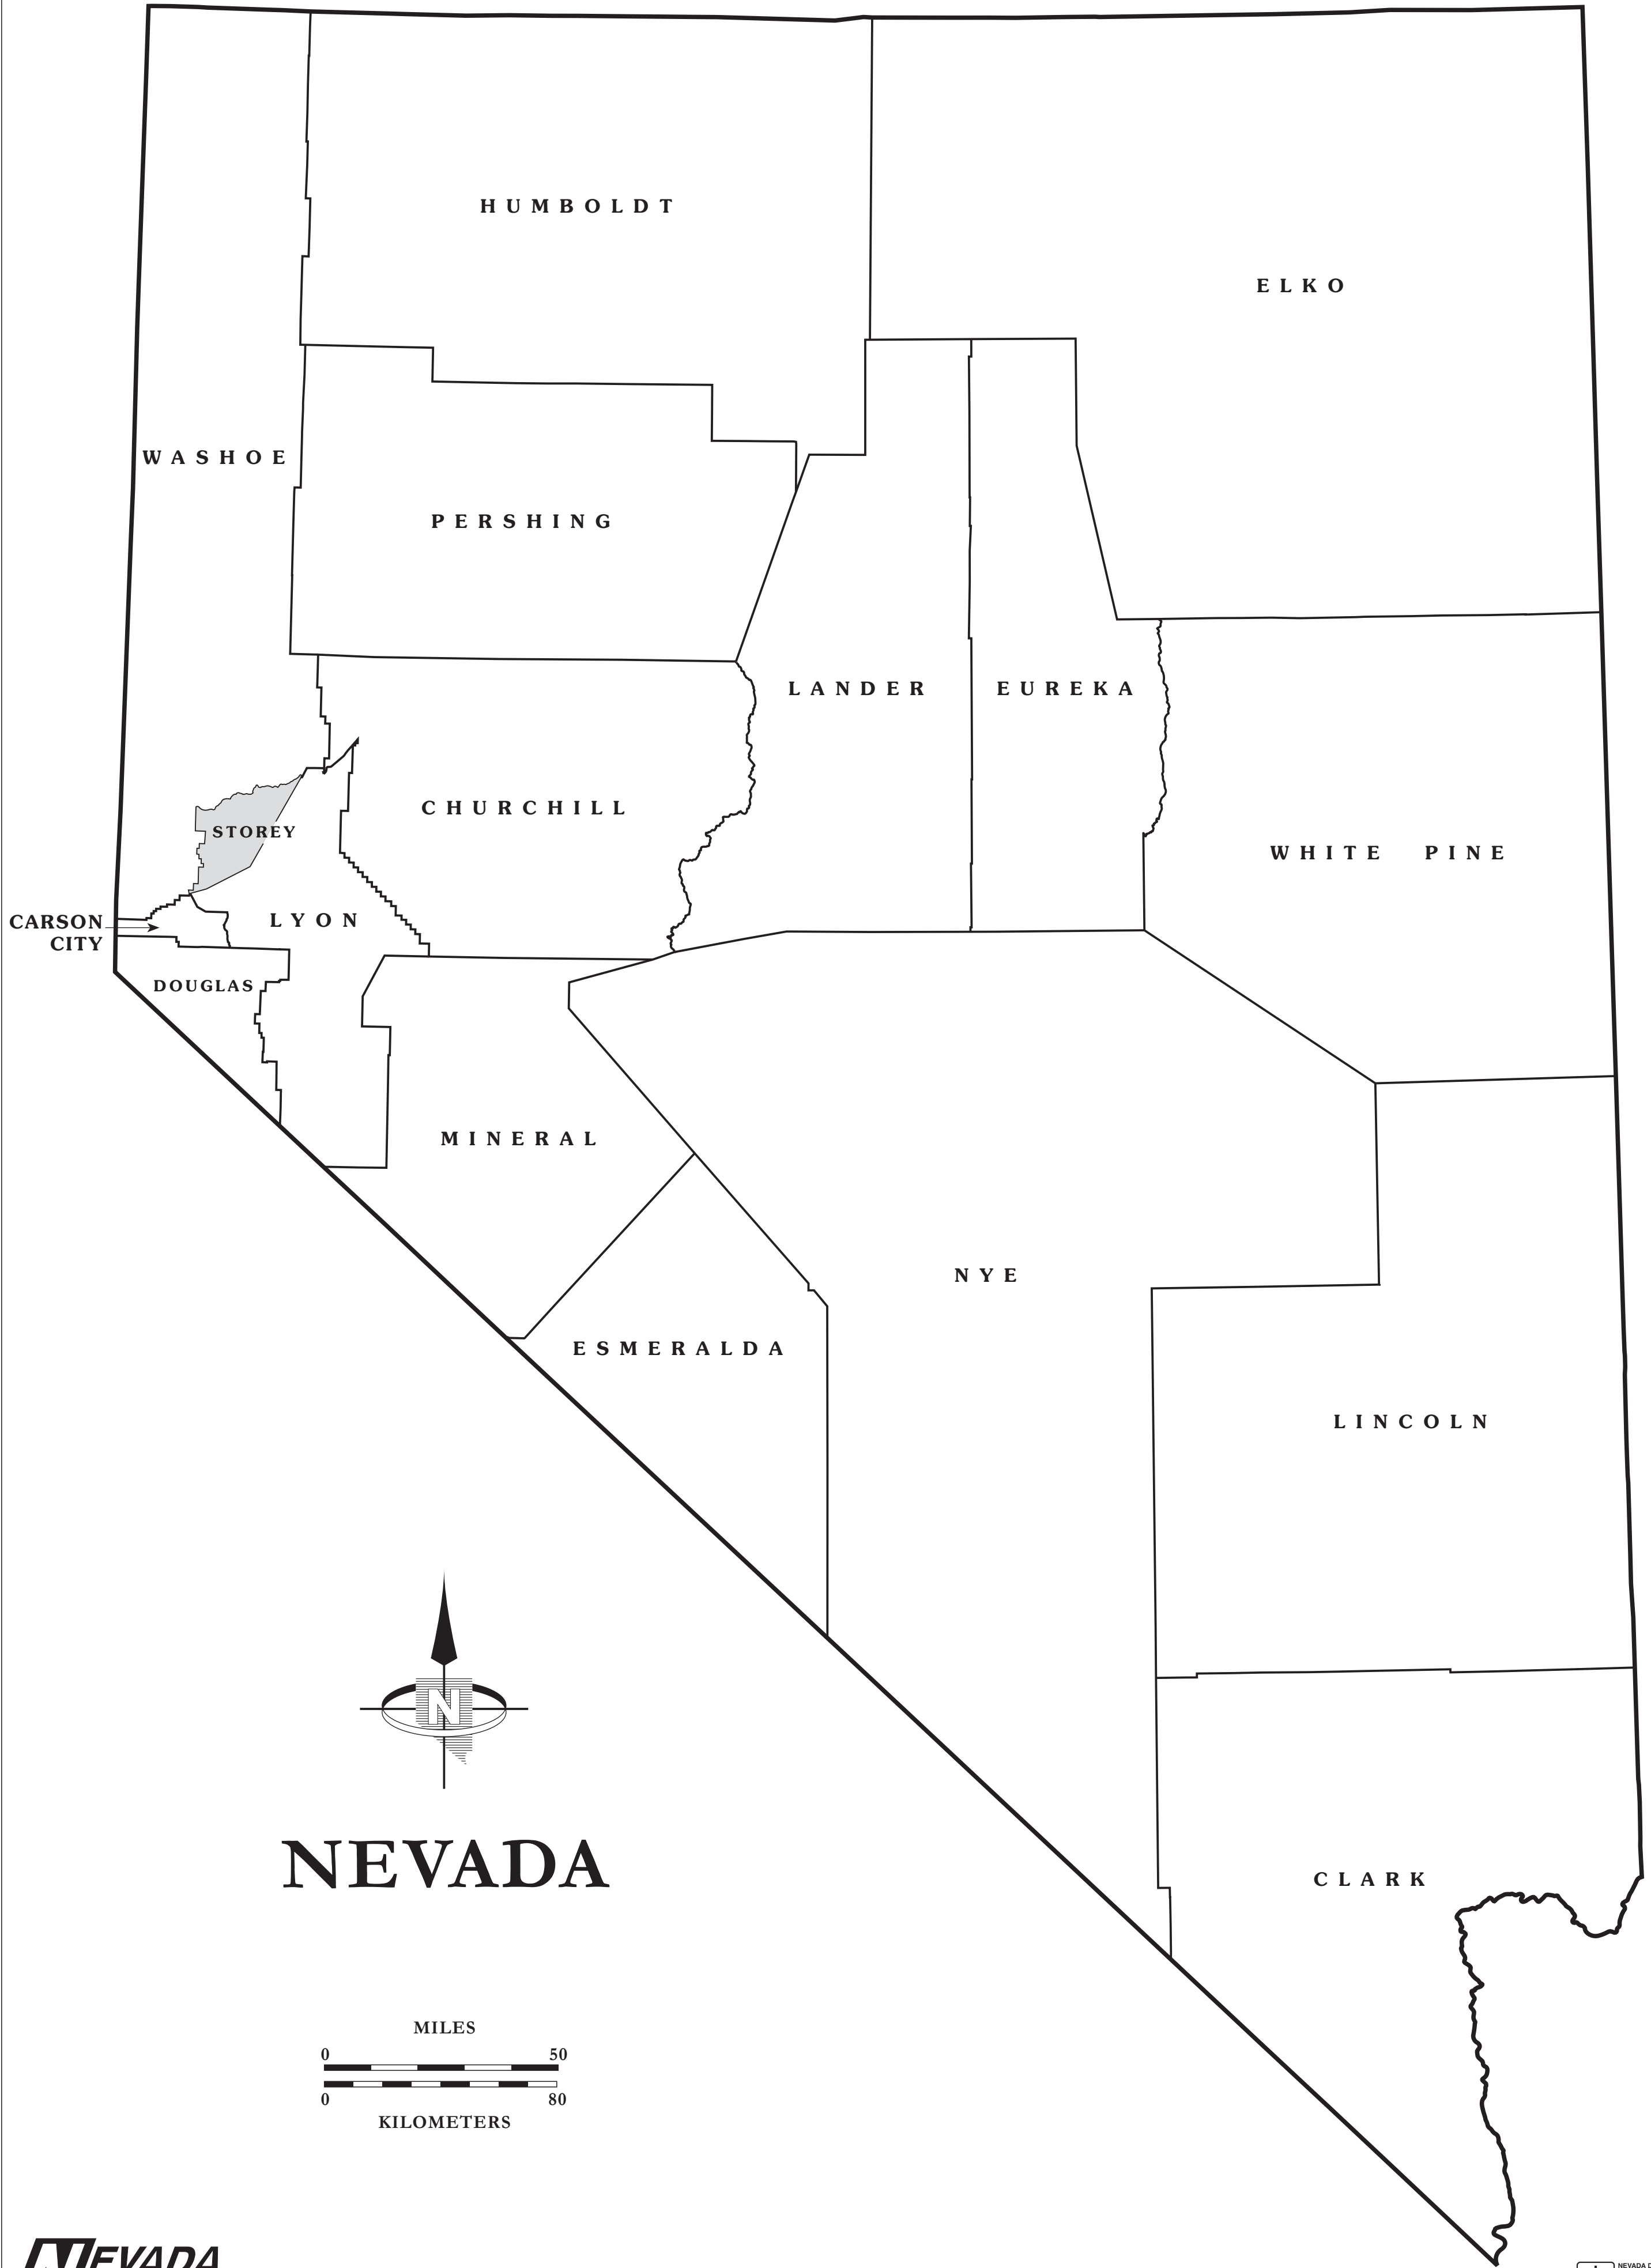 HUMBOLDT
ELKO
WASHOE
PERSHING
LANDER
EUREKA
CHURCHILL
STOREY
WHITE PINE
CARSON
CITY
LYON
DOUGLAS
MINERAL
NYE
ESMERALDA
LINCOLN
N
NEVADA
CLARK
MILES
0 50
0 80
KILOMETERS
NEVADA
NEVADA